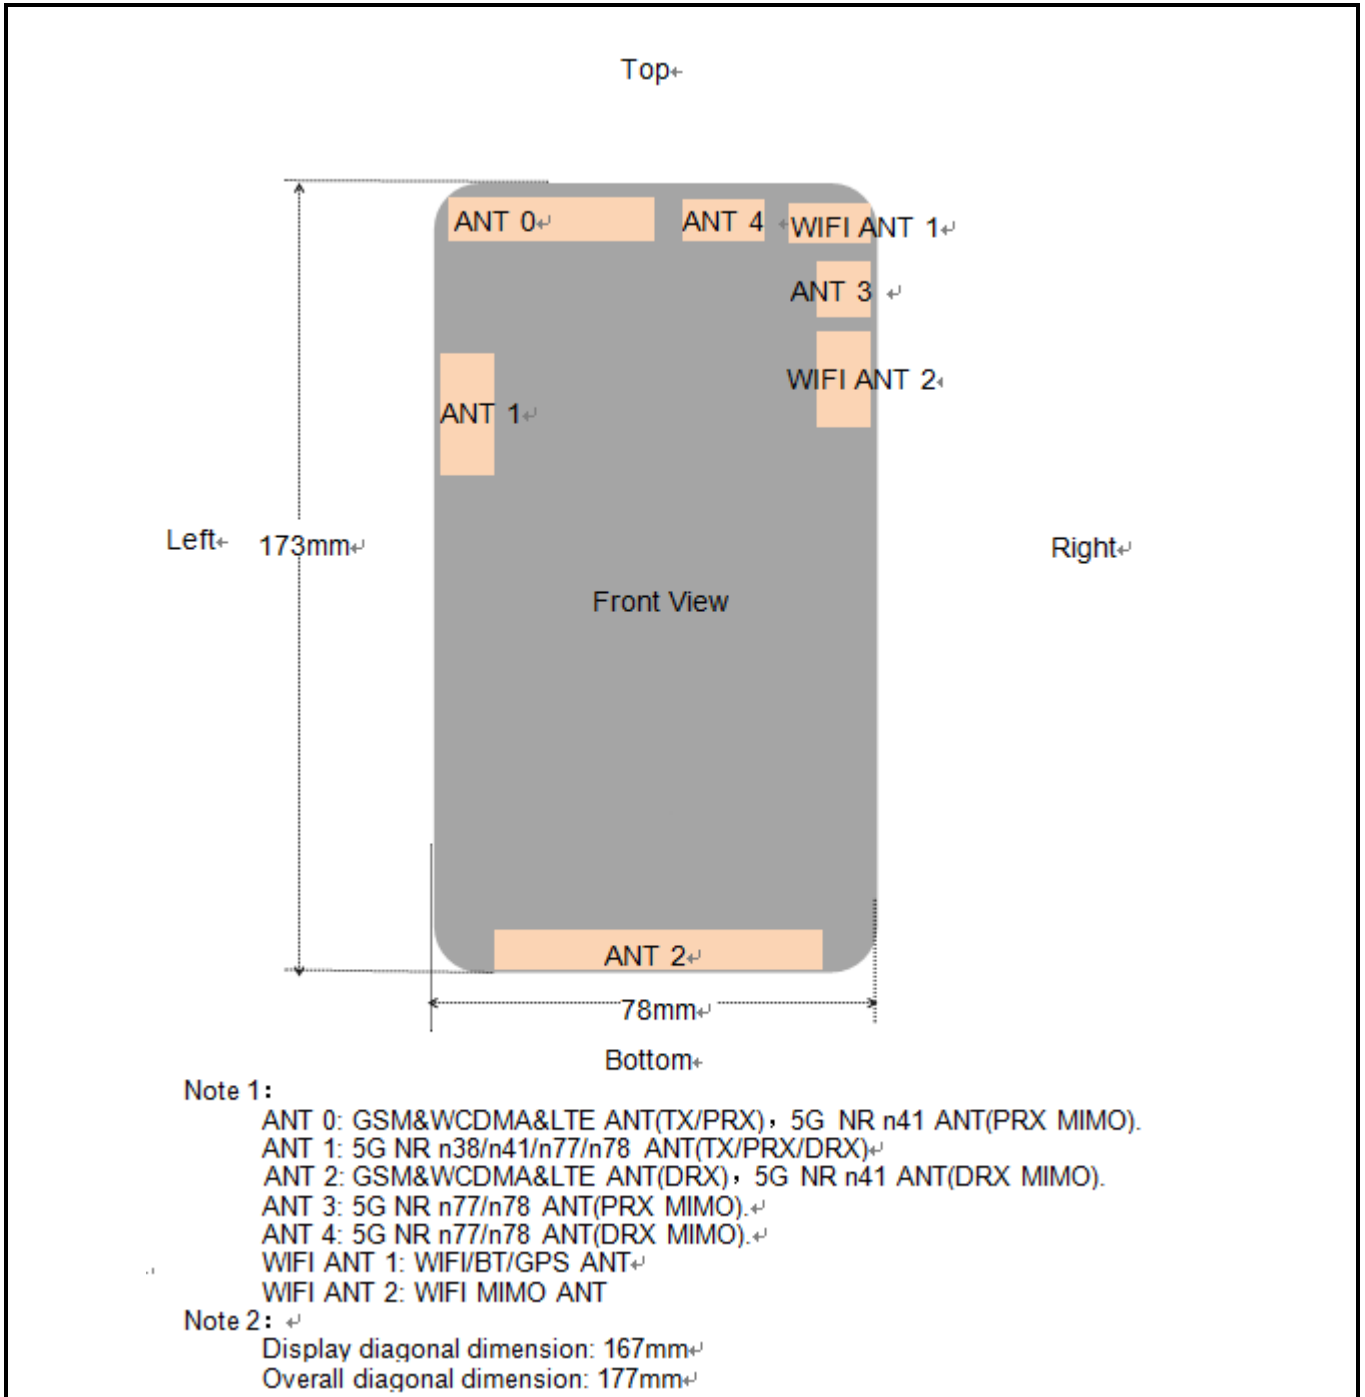 Top
ANT 0
ANT 4
WIFI ANT 1
ANT 3
WIFI ANT 2
ANT 1
Left
173mm
Right
Front View
ANT 2
78mm
Bottom
Note 1：
ANT 0: GSM&WCDMA&LTE ANT(TX/PRX)，5G NR n41 ANT(PRX MIMO).
ANT 1: 5G NR n38/n41/n77/n78 ANT(TX/PRX/DRX)
ANT 2: GSM&WCDMA&LTE ANT(DRX)，5G NR n41 ANT(DRX MIMO).
ANT 3: 5G NR n77/n78 ANT(PRX MIMO).
ANT 4: 5G NR n77/n78 ANT(DRX MIMO).
WIFI ANT 1: WIFI/BT/GPS ANT
WIFI ANT 2: WIFI MIMO ANT
Note 2：
Display diagonal dimension: 167mm
Overall diagonal dimension: 177mm